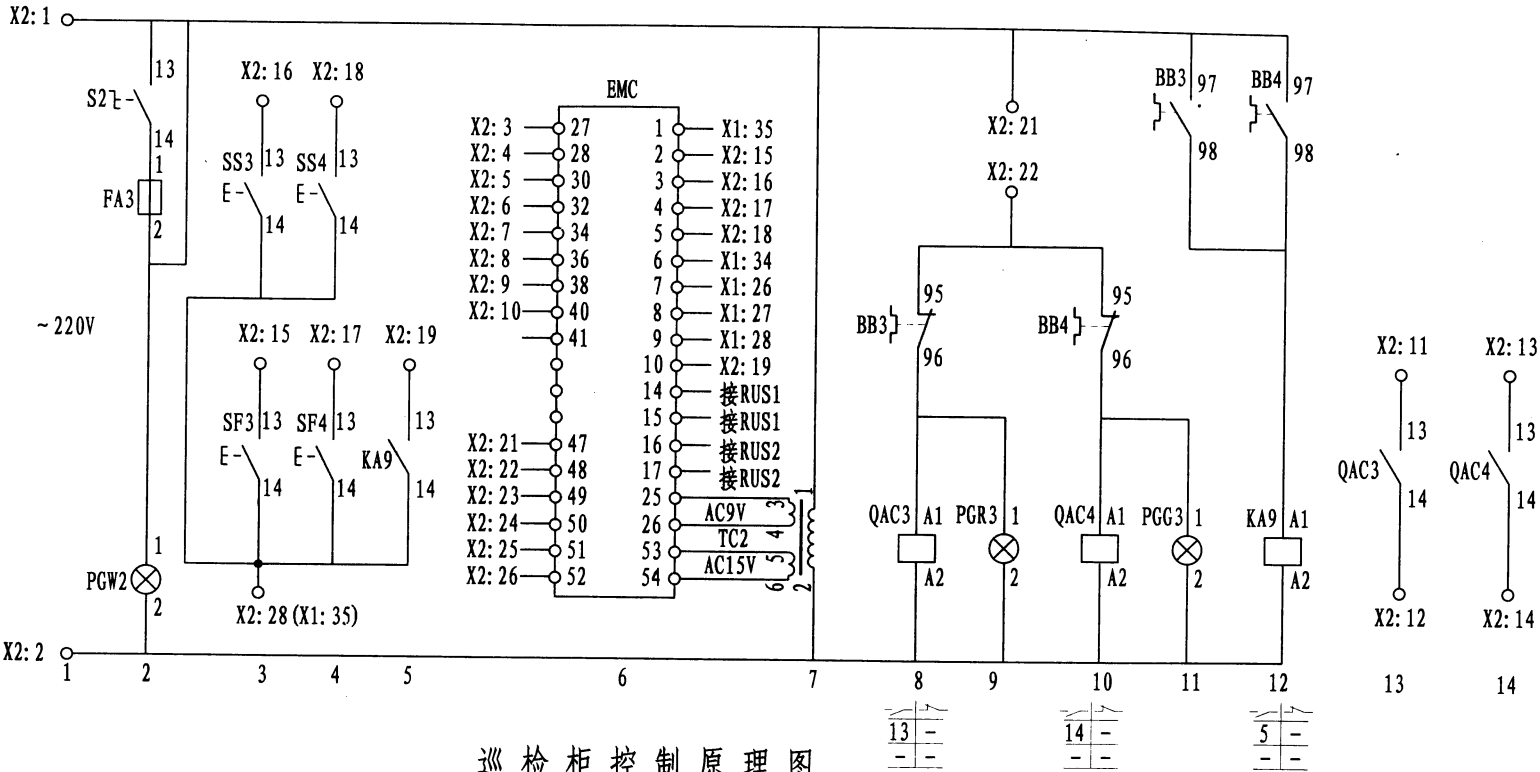 X2: 1
13
S2
14
1
FA3
2
~220V
1
PGW2
2
X2: 2
X2: 16 X2: 18
SS3 13 SS4 13
E- E-
14 14
X2: 15 X2: 17 X2: 19
SF3 13 SF4 13 13
E- E- KA9
14 14 14
X2: 28 (X1: 35)
EMC
X2: 3 27 1 X1: 35
X2: 4 28 2 X2: 15
X2: 5 30 3 X2: 16
X2: 6 32 4 X2: 17
X2: 7 34 5 X2: 18
X2: 8 36 6 X1: 34
X2: 9 38 7 X1: 26
X2: 10 40 8 X1: 27
41 9 X1: 28
10 X2: 19
14 接RUS1
15 接RUS1
X2: 21 47 16 接RUS2
X2: 22 48 17 接RUS2
X2: 23 49 25 AC9V 3 1
X2: 24 50 26 4
TC2
X2: 25 51 53 AC15V 5
X2: 26 52 54 6 2
X2: 21
X2: 22
BB3 97 BB4 97
98 98
95 95
BB3 BB4
96 96
QAC3 A1 PGR3 1 QAC4 A1 PGG3 1 KA9 A1
A2 2 A2 2 A2
X2: 11 X2: 13
13 13
QAC3 QAC4
14 14
X2: 12 X2: 14
1 2 3 4 5 6 7 8 9 10 11 12 13 14
13 - 14 - 5 -
- - - - - -
巡检柜控制原理图